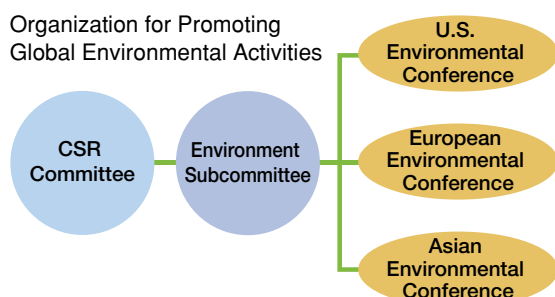 Organization for Promoting
Global Environmental Activities
CSR
Committee
Environment
Subcommittee
U.S.
Environmental
Conference
European
Environmental
Conference
Asian
Environmental
Conference